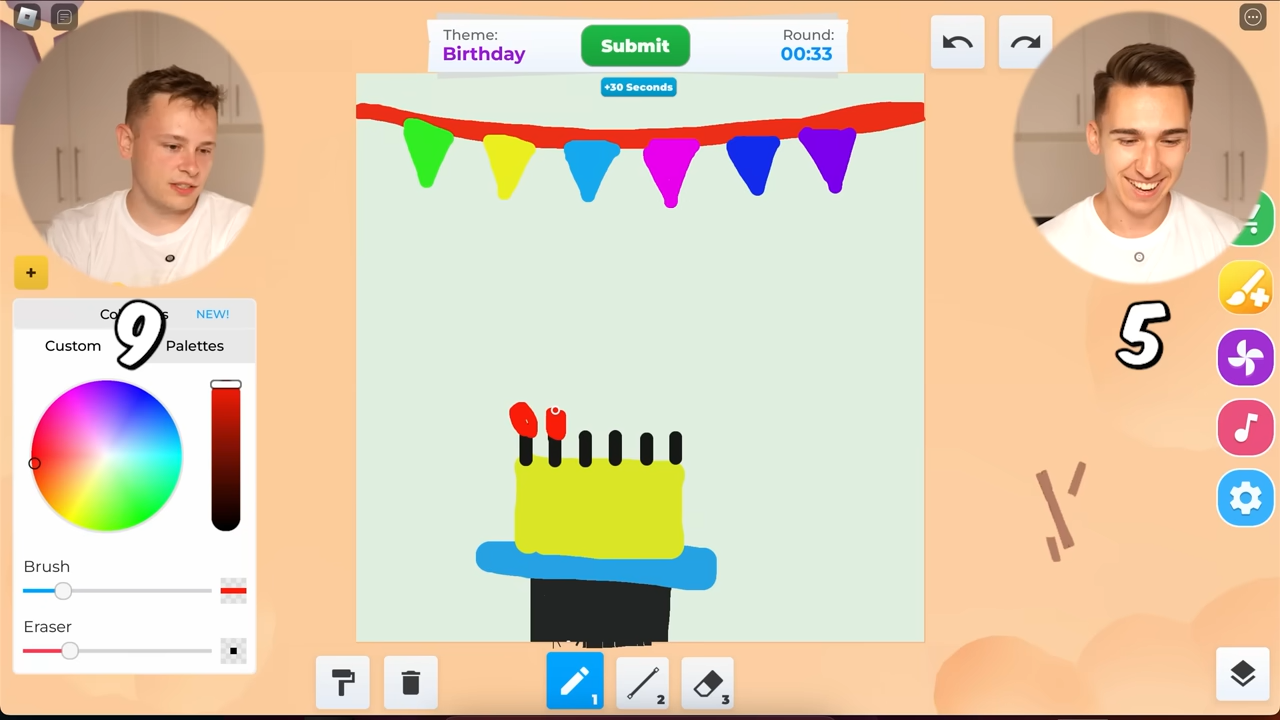 Theme:
Birthday
Submit
Round:
00:33
+30 Seconds
+
9
5
NEW!
Custom
Palettes
Brush
Eraser
1
2
3